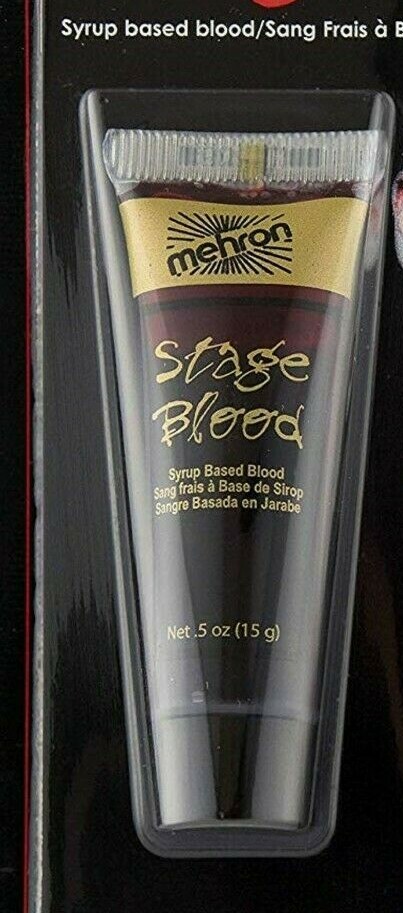 Syrup based blood/Sang Frais à B
mehron
Stage
Blood
Syrup Based Blood
Sang frais à Base de Sirop
Sangre Basada en Jarabe
Net .5 oz (15 g)